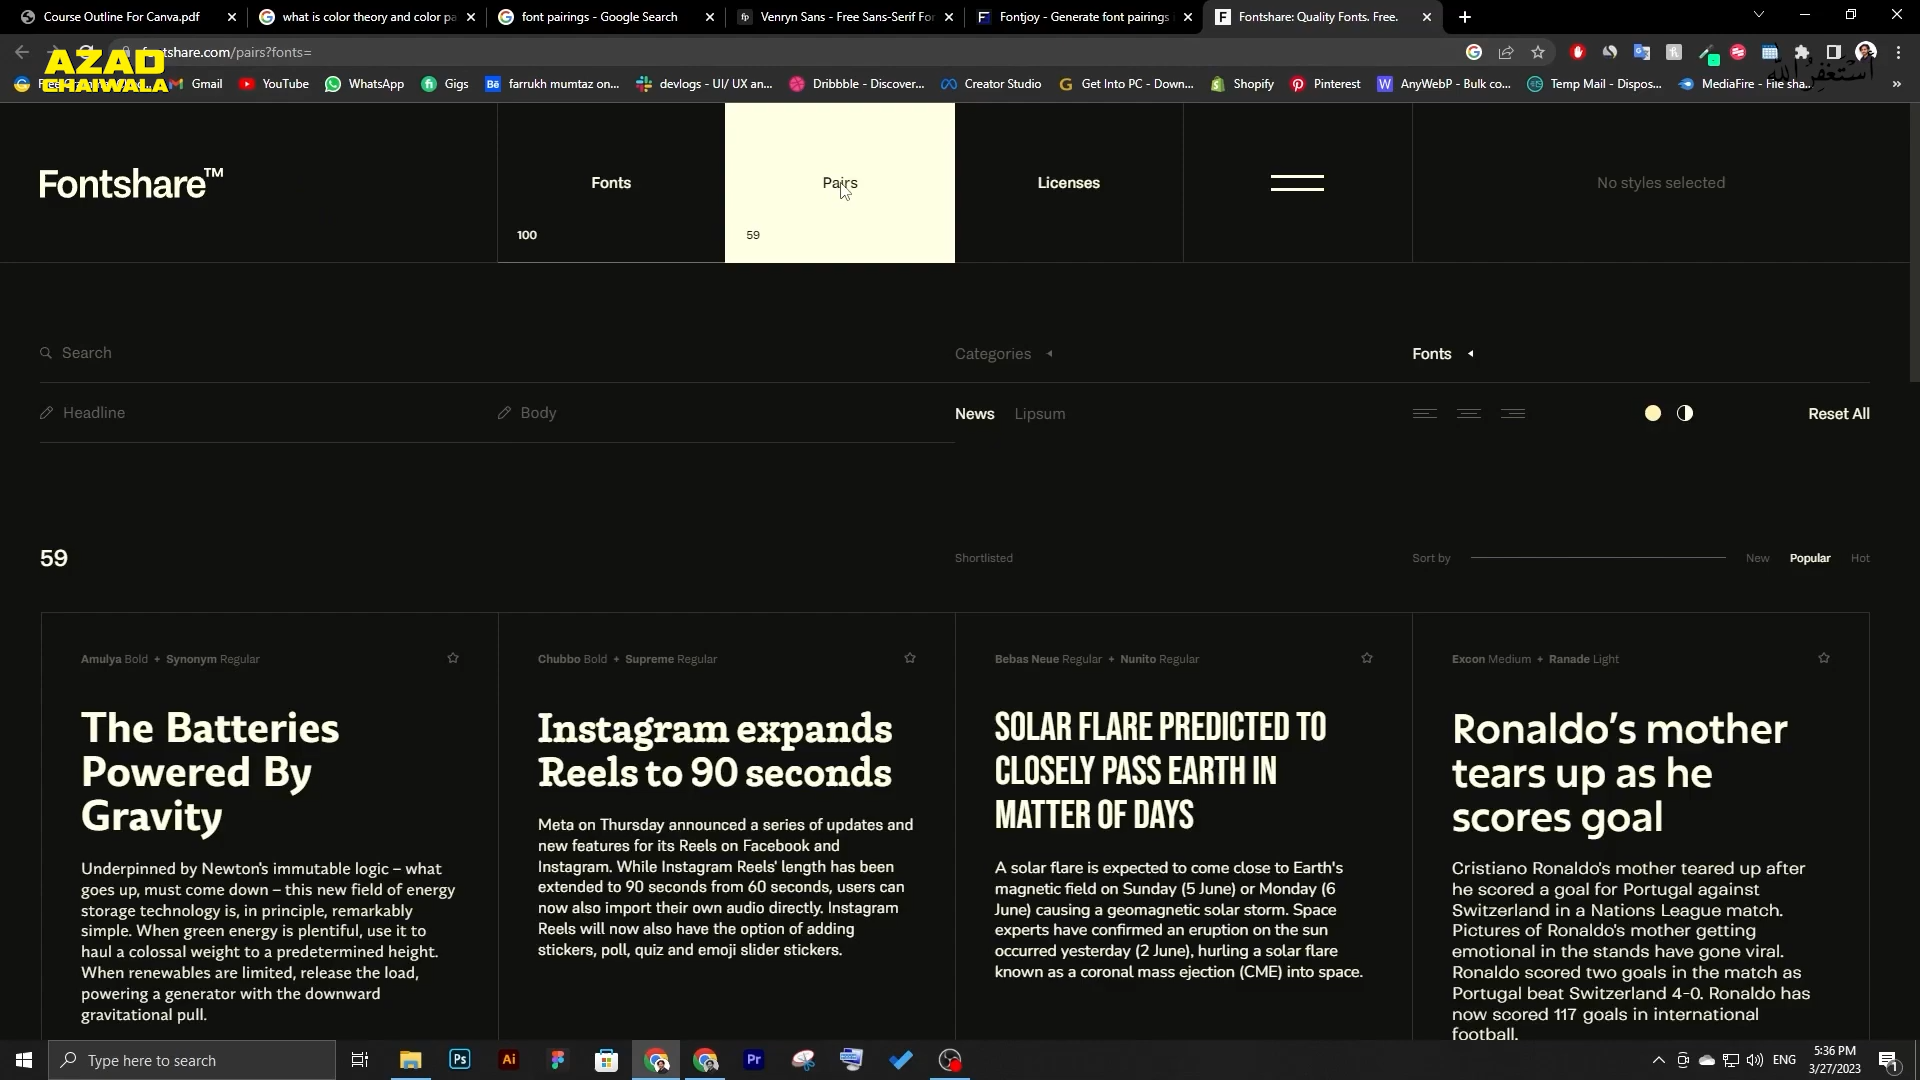 Course Outline For Canva.pdf
what is color theory and color pa
font pairings - Google Search
Venryn Sans - Free Sans-Serif Fo
Fontjoy - Generate font pairings
Fontshare: Quality Fonts. Free.
fontshare.com/pairs?fonts=
AZAD
CHAIWALA
Gmail
YouTube
WhatsApp
Gigs
farrukh mumtaz on...
devlogs - UI/ UX an...
Dribbble - Discover...
Creator Studio
Get Into PC - Down...
Shopify
Pinterest
AnyWebP - Bulk co...
Temp Mail - Dispos...
MediaFire - File sha...
أستغفر الله
Fontshare™
Fonts
100
Pairs
59
Licenses
No styles selected
Search
Categories
Fonts
Headline
Body
News
Lipsum
Reset All
59
Shortlisted
Sort by
New
Popular
Hot
Amulya Bold + Synonym Regular
The Batteries
Powered By
Gravity
Underpinned by Newton's immutable logic – what
goes up, must come down – this new field of energy
storage technology is, in principle, remarkably
simple. When green energy is plentiful, use it to
haul a colossal weight to a predetermined height.
When renewables are limited, release the load,
powering a generator with the downward
gravitational pull.
Chubbo Bold + Supreme Regular
Instagram expands
Reels to 90 seconds
Meta on Thursday announced a series of updates and
new features for its Reels on Facebook and
Instagram. While Instagram Reels' length has been
extended to 90 seconds from 60 seconds, users can
now also import their own audio directly. Instagram
Reels will now also have the option of adding
stickers, poll, quiz and emoji slider stickers.
Bebas Neue Regular + Nunito Regular
SOLAR FLARE PREDICTED TO
CLOSELY PASS EARTH IN
MATTER OF DAYS
A solar flare is expected to come close to Earth's
magnetic field on Sunday (5 June) or Monday (6
June) causing a geomagnetic solar storm. Space
experts have confirmed an eruption on the sun
occurred yesterday (2 June), hurling a solar flare
known as a coronal mass ejection (CME) into space.
Excon Medium + Ranade Light
Ronaldo's mother
tears up as he
scores goal
Cristiano Ronaldo's mother teared up after
he scored a goal for Portugal against
Switzerland in a Nations League match.
Pictures of Ronaldo's mother getting
emotional in the stands have gone viral.
Ronaldo scored two goals in the match as
Portugal beat Switzerland 4-0. Ronaldo has
now scored 117 goals in international
football.
Type here to search
Ps
Ai
Pr
ENG
5:36 PM
3/27/2023
1